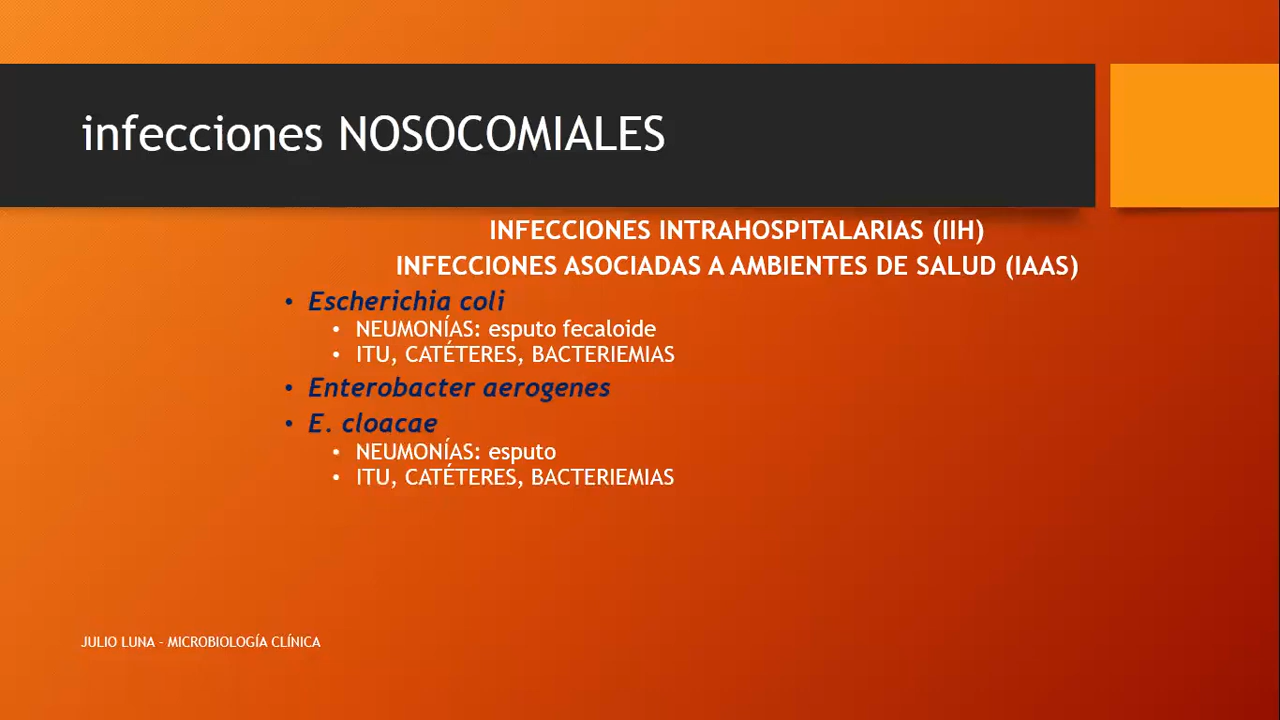 infecciones NOSOCOMIALES
INFECCIONES INTRAHOSPITALARIAS (IIH)
INFECCIONES ASOCIADAS A AMBIENTES DE SALUD (IAAS)
• Escherichia coli
• NEUMONÍAS: esputo fecaloide
• ITU, CATÉTERES, BACTERIEMIAS
• Enterobacter aerogenes
• E. cloacae
• NEUMONÍAS: esputo
• ITU, CATÉTERES, BACTERIEMIAS
JULIO LUNA - MICROBIOLOGÍA CLÍNICA